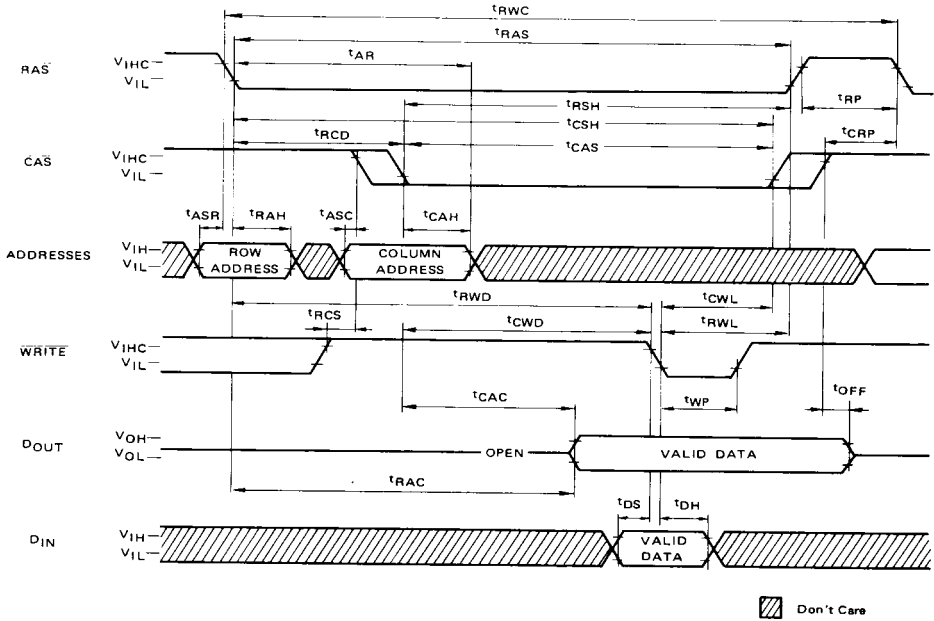 tRWC
tRAS
tAR
RAS
VIHC
VIL
tRSH
tRP
tCSH
tRCD
tCRP
tCAS
CAS
VIHC
VIL
tASR
tRAH
tASC
tCAH
ADDRESSES
VIH
VIL
ROW
ADDRESS
COLUMN
ADDRESS
tRWD
tCWL
tRCS
tCWD
tRWL
WRITE
VIHC
VIL
tWP
tOFF
tCAC
DOUT
VOH
VOL
OPEN
VALID DATA
tRAC
tDS
tDH
DIN
VIH
VIL
VALID
DATA
Don't Care